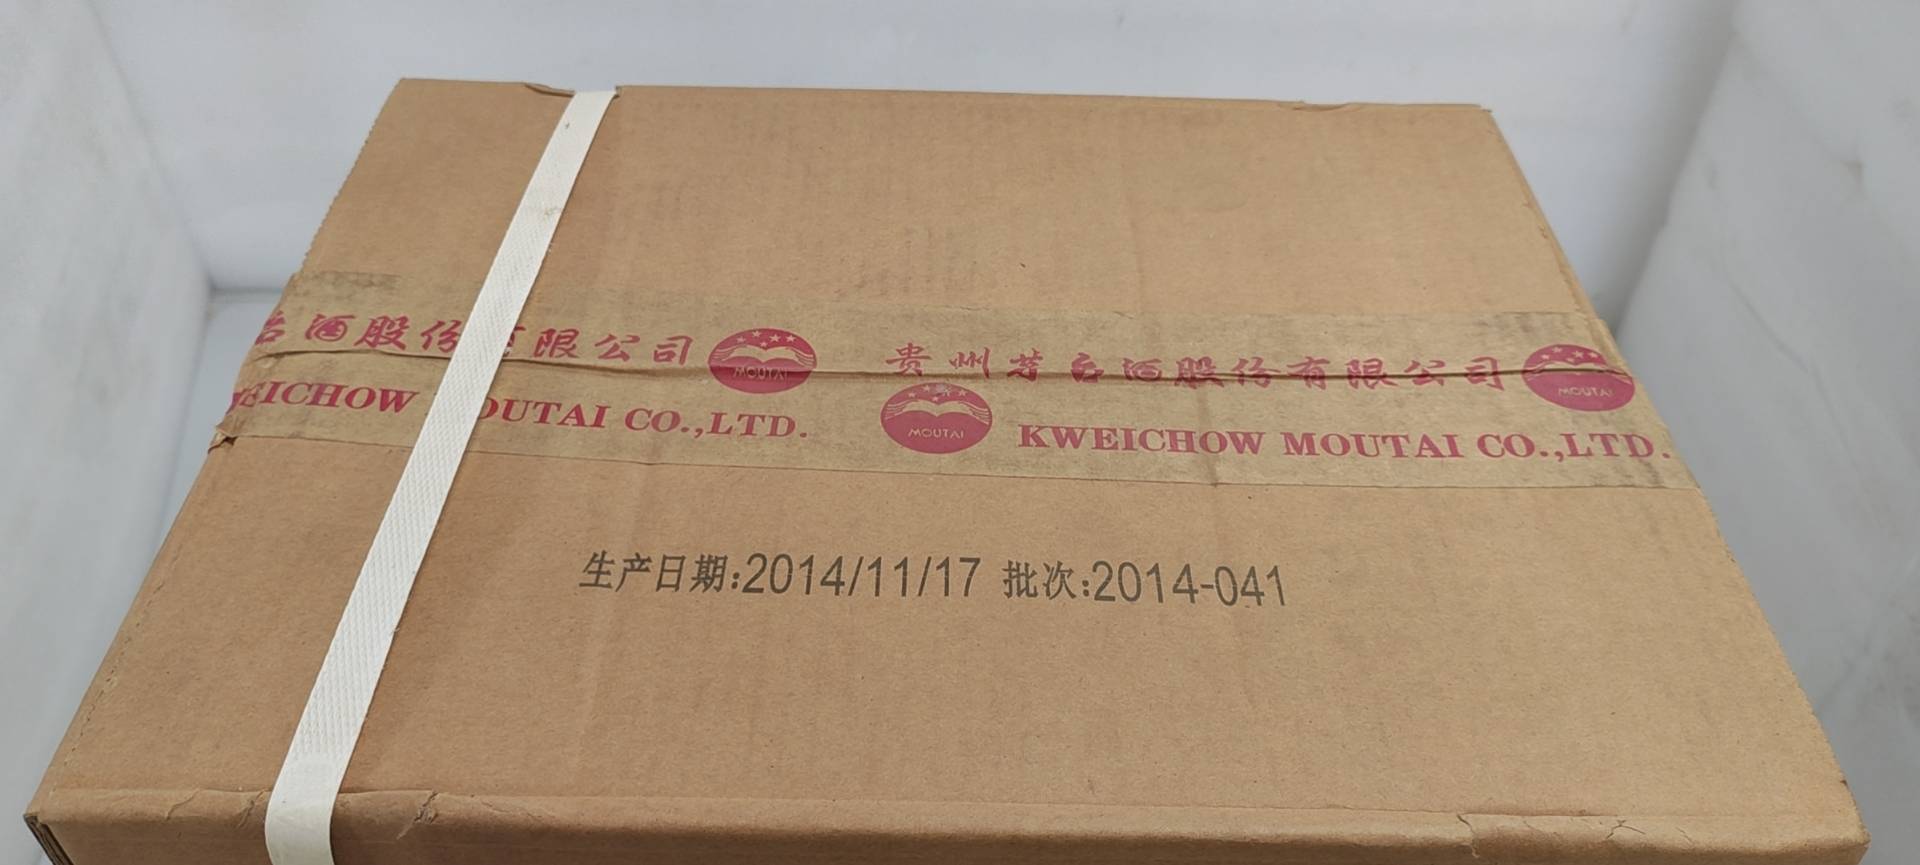 台酒股份有限公司 MOUTAI 贵州茅台酒股份有限公司 MOUTAI
WEICHOW MOUTAI CO.,LTD. MOUTAI KWEICHOW MOUTAI CO.,LTD.
生产日期:2014/11/17 批次:2014-041